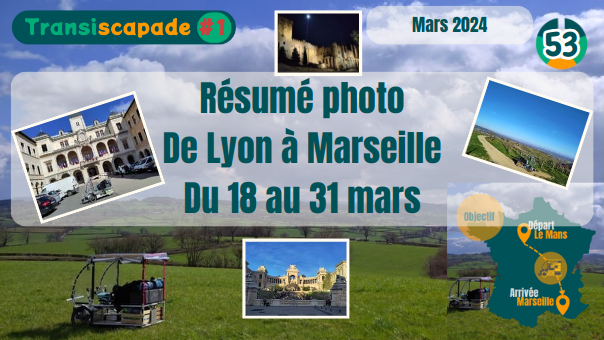 Transiscapade #1
Mars 2024
53
Résumé photo
De Lyon à Marseille
Du 18 au 31 mars
Objectif
Départ
Le Mans
Arrivée
Marseille